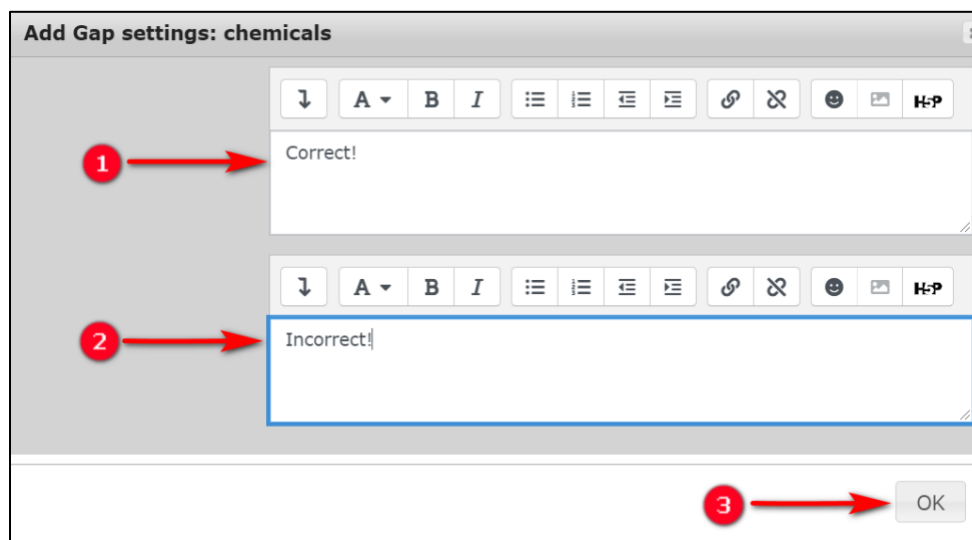 Add Gap settings: chemicals
A B I H5P
1
Correct!
A B I H5P
2
Incorrect!
3
OK